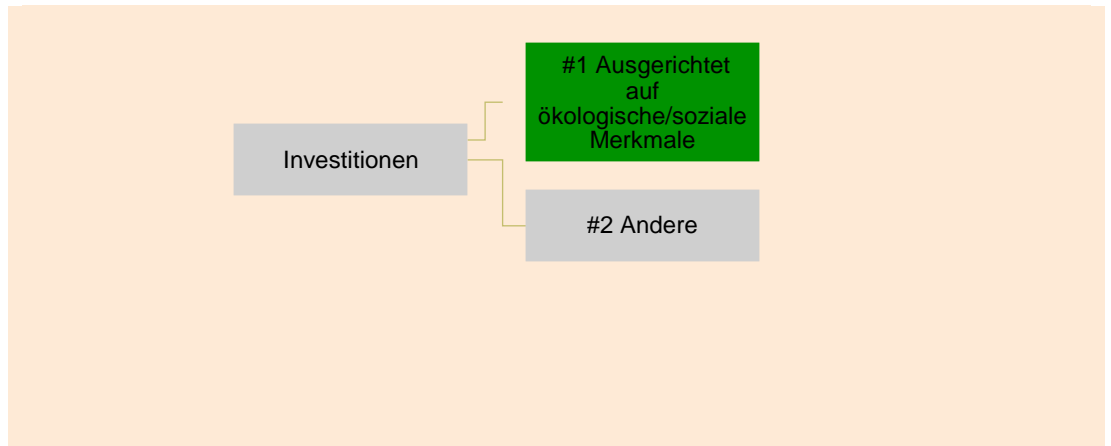 #1 Ausgerichtet
auf
ökologische/soziale
Merkmale
Investitionen
#2 Andere